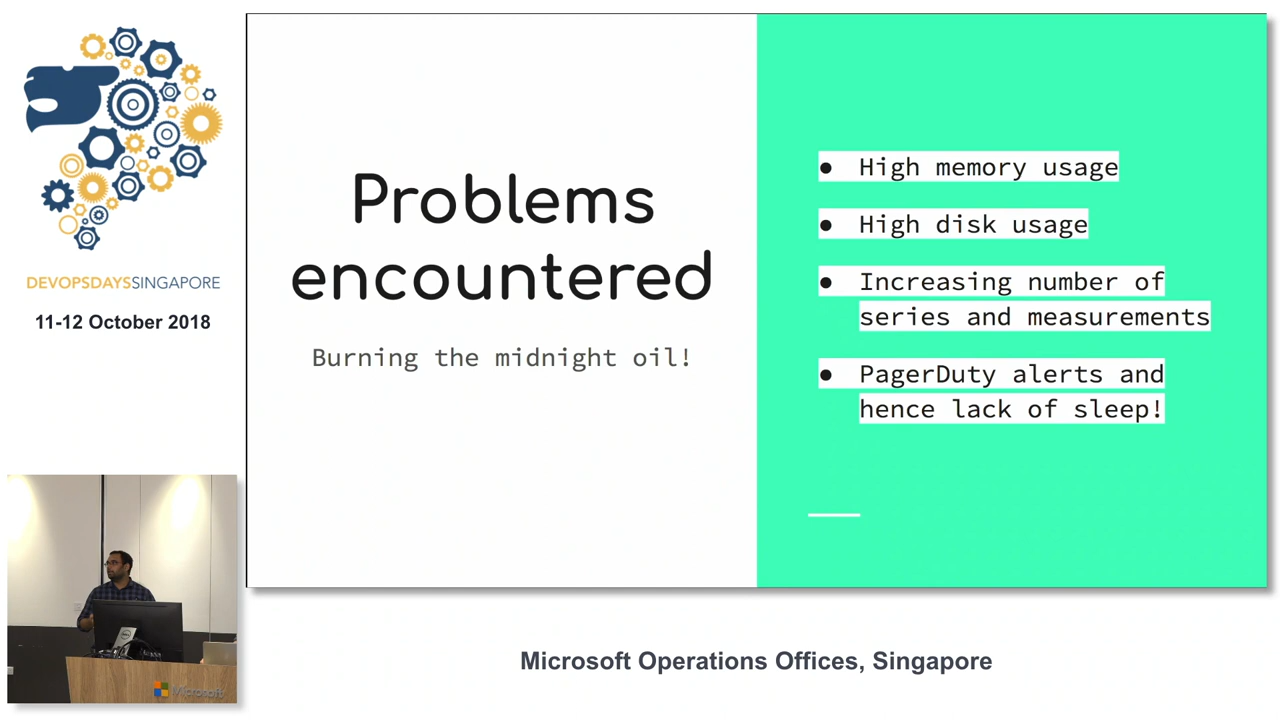 DEVOPSDAYSSINGAPORE
11-12 October 2018
Problems
encountered
Burning the midnight oil!
● High memory usage
● High disk usage
● Increasing number of
series and measurements
● PagerDuty alerts and
hence lack of sleep!
Microsoft
Microsoft Operations Offices, Singapore